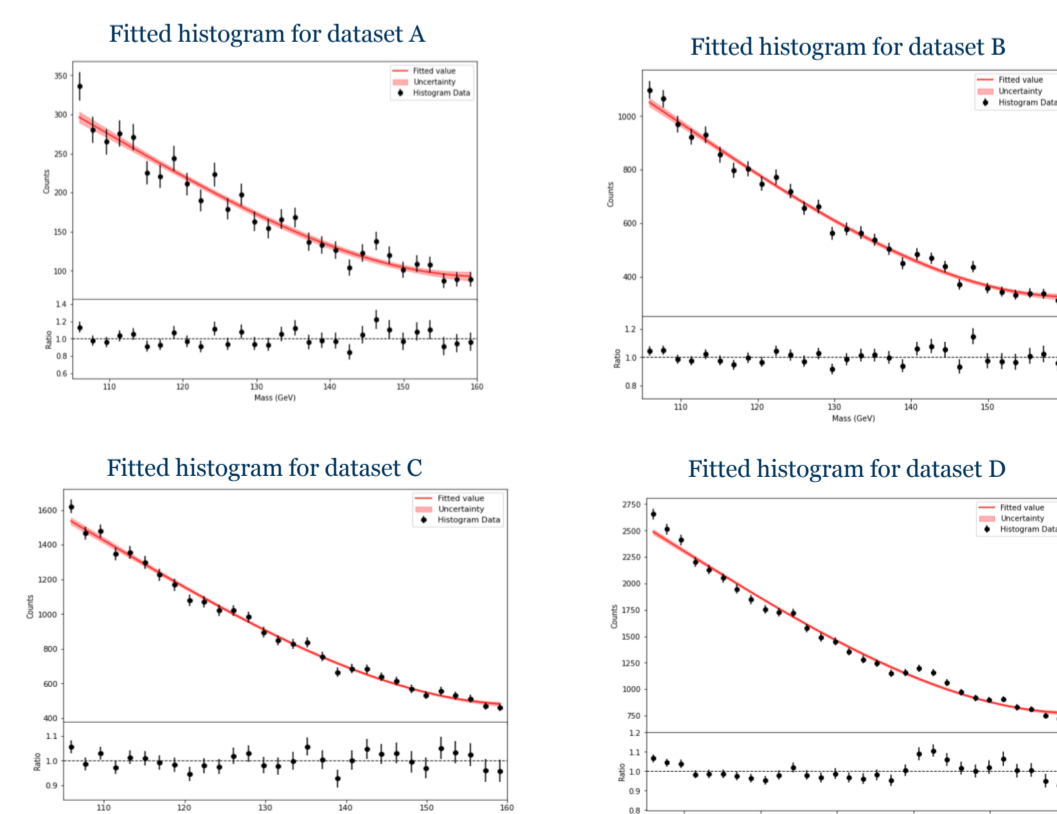 Fitted histogram for dataset A
350
300
250
200
150
100
Counts
Fitted value
Uncertainty
Histogram Data
1.4
1.2
1.0
0.8
0.6
Ratio
110 120 130 140 150 160
Mass (GeV)
Fitted histogram for dataset B
1000
800
600
400
Counts
Fitted value
Uncertainty
Histogram Data
1.2
1.0
0.8
Ratio
110 120 130 140 150
Mass (GeV)
Fitted histogram for dataset C
1600
1400
1200
1000
800
600
400
Counts
Fitted value
Uncertainty
Histogram Data
1.1
1.0
0.9
Ratio
110 120 130 140 150 160
Fitted histogram for dataset D
2750
2500
2250
2000
1750
1500
1250
1000
750
Counts
Fitted value
Uncertainty
Histogram Data
1.2
1.1
1.0
0.9
0.8
Ratio